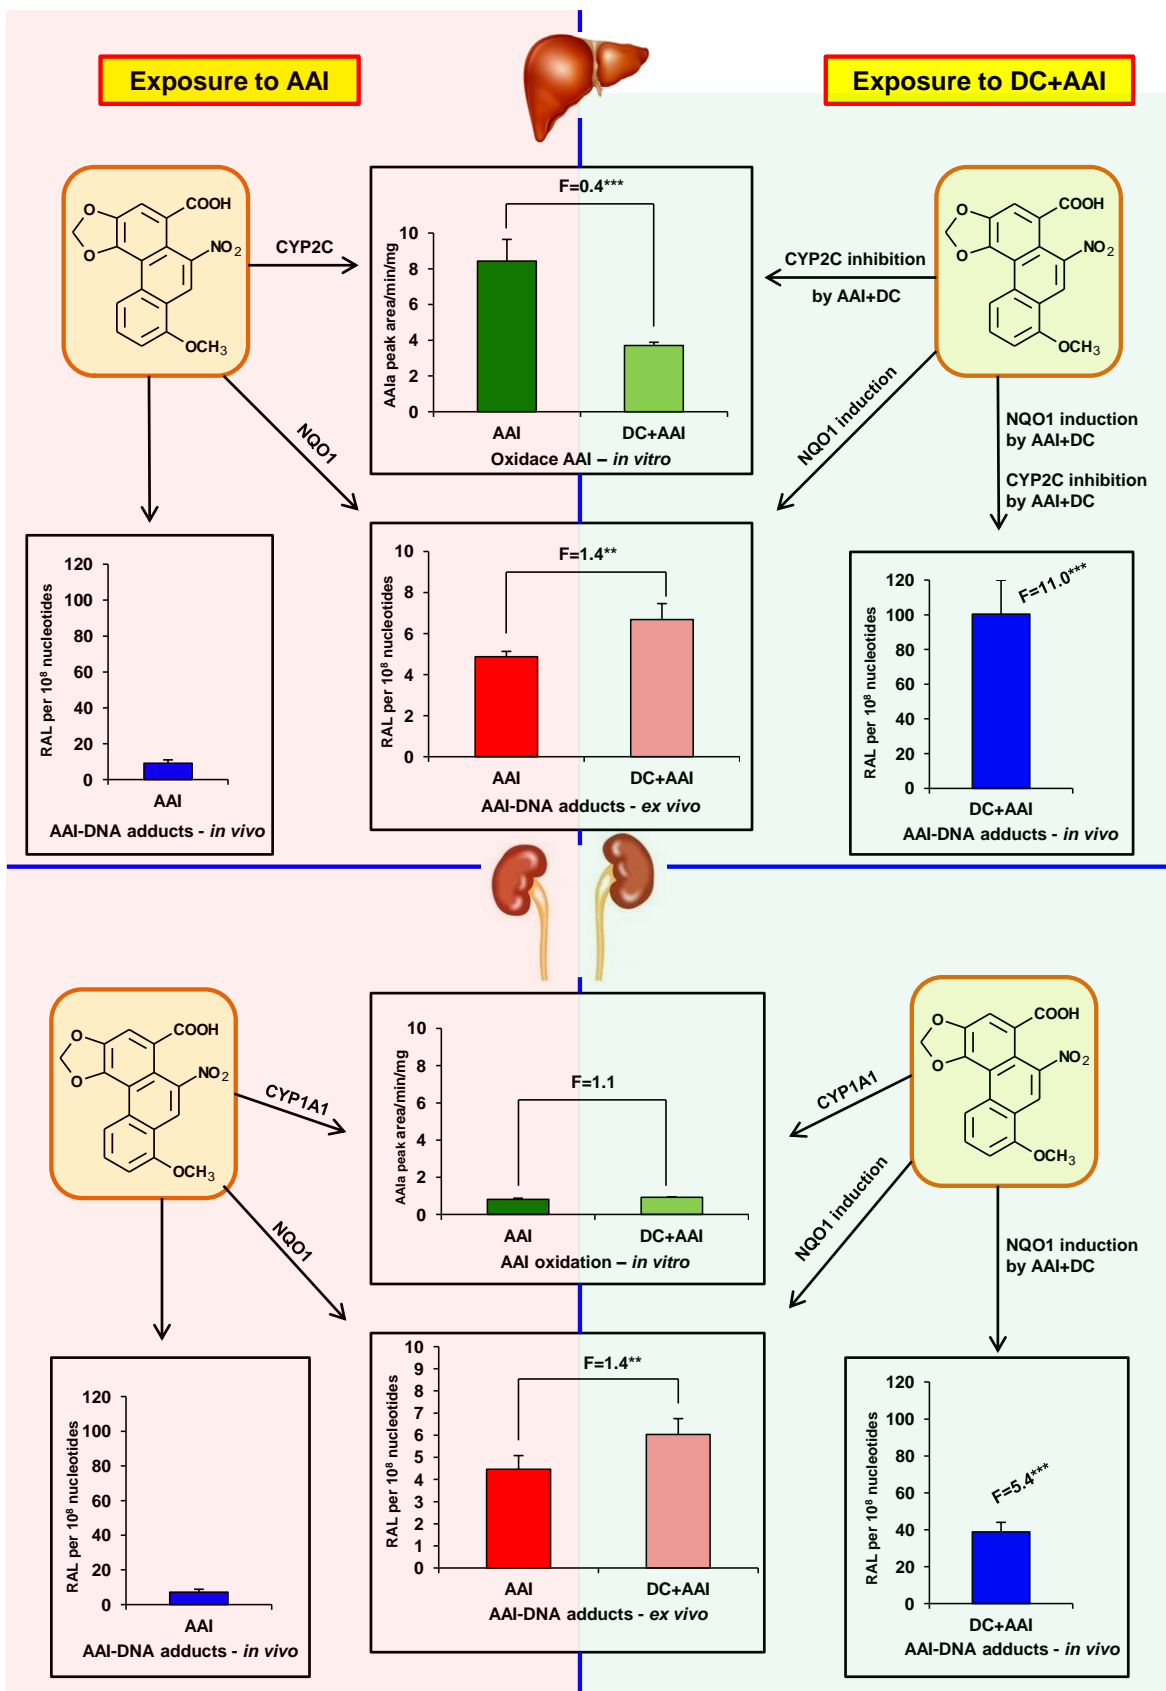 Exposure to AAI
Exposure to DC+AAI
O
O
COOH
NO2
OCH3
CYP2C
F=0.4***
AAIa peak area/min/mg
10
8
6
4
2
0
AAI
DC+AAI
Oxidace AAI – in vitro
CYP2C inhibition
by AAI+DC
O
O
COOH
NO2
OCH3
NQO1
NQO1 induction
NQO1 induction
by AAI+DC
CYP2C inhibition
by AAI+DC
RAL per 10⁸ nucleotides
120
100
80
60
40
20
0
AAI
AAI-DNA adducts - in vivo
F=1.4**
RAL per 10⁸ nucleotides
10
8
6
4
2
0
AAI
DC+AAI
AAI-DNA adducts - ex vivo
F=11.0***
RAL per 10⁸ nucleotides
120
100
80
60
40
20
0
DC+AAI
AAI-DNA adducts - in vivo
O
O
COOH
NO2
OCH3
CYP1A1
F=1.1
AAIa peak area/min/mg
10
8
6
4
2
0
AAI
DC+AAI
AAI oxidation – in vitro
CYP1A1
O
O
COOH
NO2
OCH3
NQO1
NQO1 induction
NQO1 induction
by AAI+DC
RAL per 10⁸ nucleotides
120
100
80
60
40
20
0
AAI
AAI-DNA adducts - in vivo
F=1.4**
RAL per 10⁸ nucleotides
10
9
8
7
6
5
4
3
2
1
0
AAI
DC+AAI
AAI-DNA adducts - ex vivo
F=5.4***
RAL per 10⁸ nucleotides
120
100
80
60
40
20
0
DC+AAI
AAI-DNA adducts - in vivo